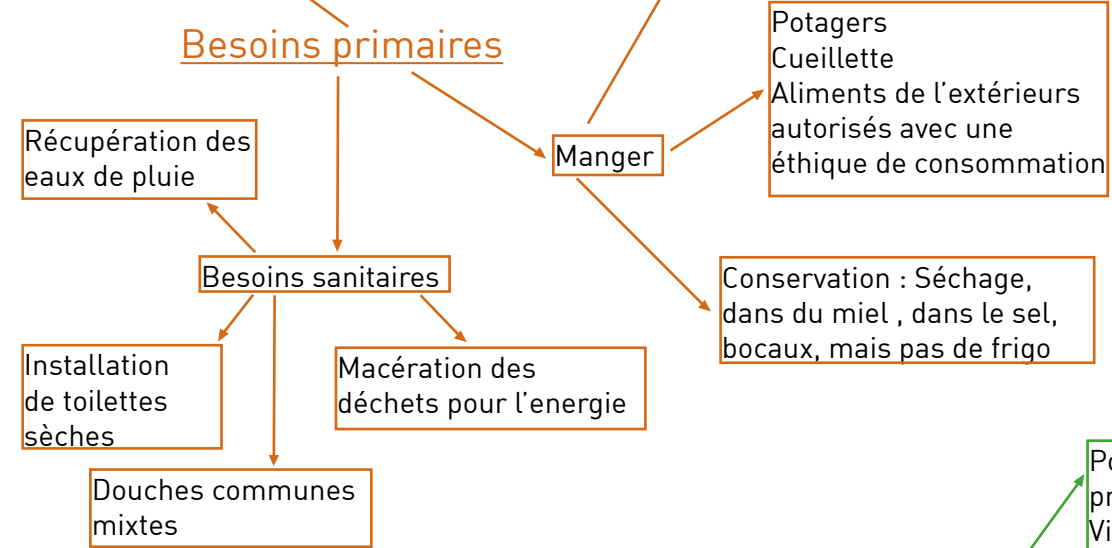 Besoins primaires
Potagers
Cueillette
Aliments de l'extérieurs
autorisés avec une
éthique de consommation
Manger
Récupération des
eaux de pluie
Besoins sanitaires
Conservation : Séchage,
dans du miel , dans le sel,
bocaux, mais pas de frigo
Installation
de toilettes
sèches
Macération des
déchets pour l'energie
Douches communes
mixtes